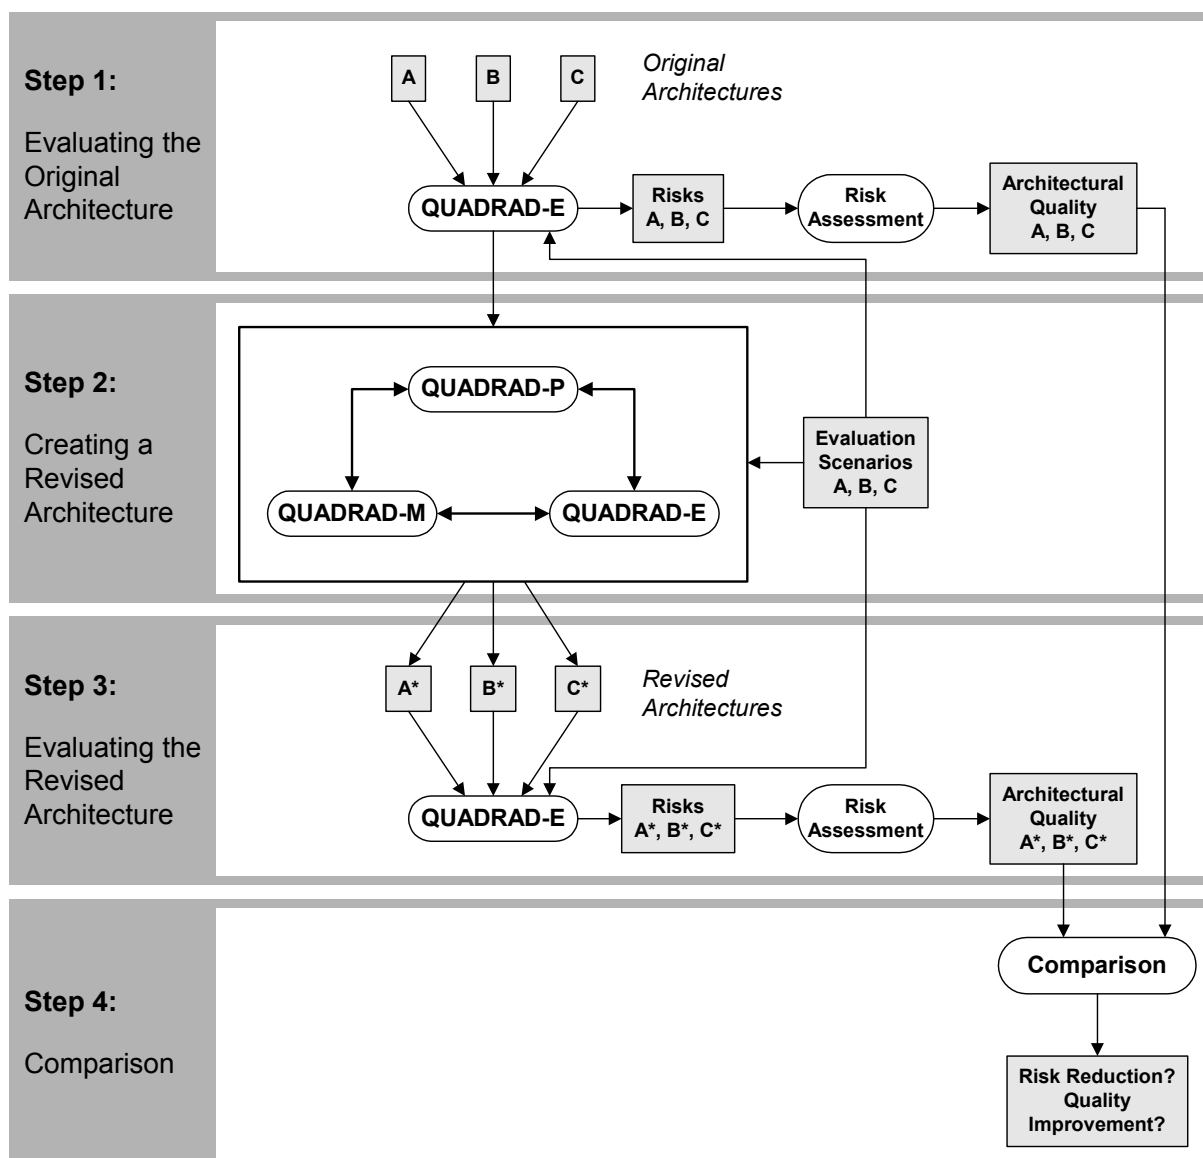 Step 1:
Evaluating the
Original
Architecture
A
B
C
Original
Architectures
QUADRAD-E
Risks
A, B, C
Risk
Assessment
Architectural
Quality
A, B, C
Step 2:
Creating a
Revised
Architecture
QUADRAD-P
QUADRAD-M
QUADRAD-E
Evaluation
Scenarios
A, B, C
Step 3:
Evaluating the
Revised
Architecture
A*
B*
C*
Revised
Architectures
QUADRAD-E
Risks
A*, B*, C*
Risk
Assessment
Architectural
Quality
A*, B*, C*
Step 4:
Comparison
Comparison
Risk Reduction?
Quality
Improvement?